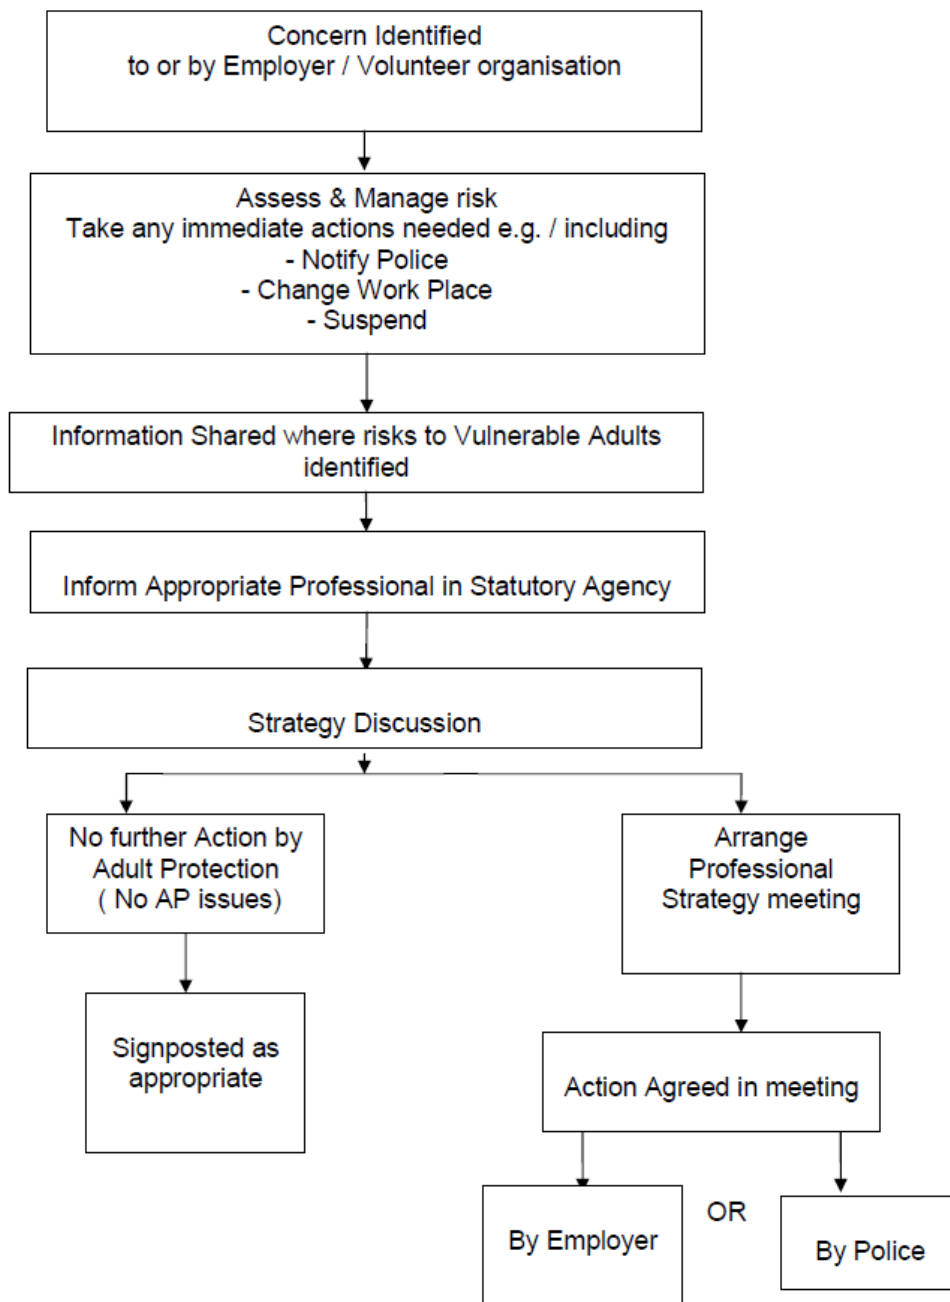 Concern Identified
to or by Employer / Volunteer organisation
Assess & Manage risk
Take any immediate actions needed e.g. / including
- Notify Police
- Change Work Place
- Suspend
Information Shared where risks to Vulnerable Adults
identified
Inform Appropriate Professional in Statutory Agency
Strategy Discussion
No further Action by
Adult Protection
( No AP issues)
Arrange
Professional
Strategy meeting
Signposted as
appropriate
Action Agreed in meeting
By Employer
OR
By Police